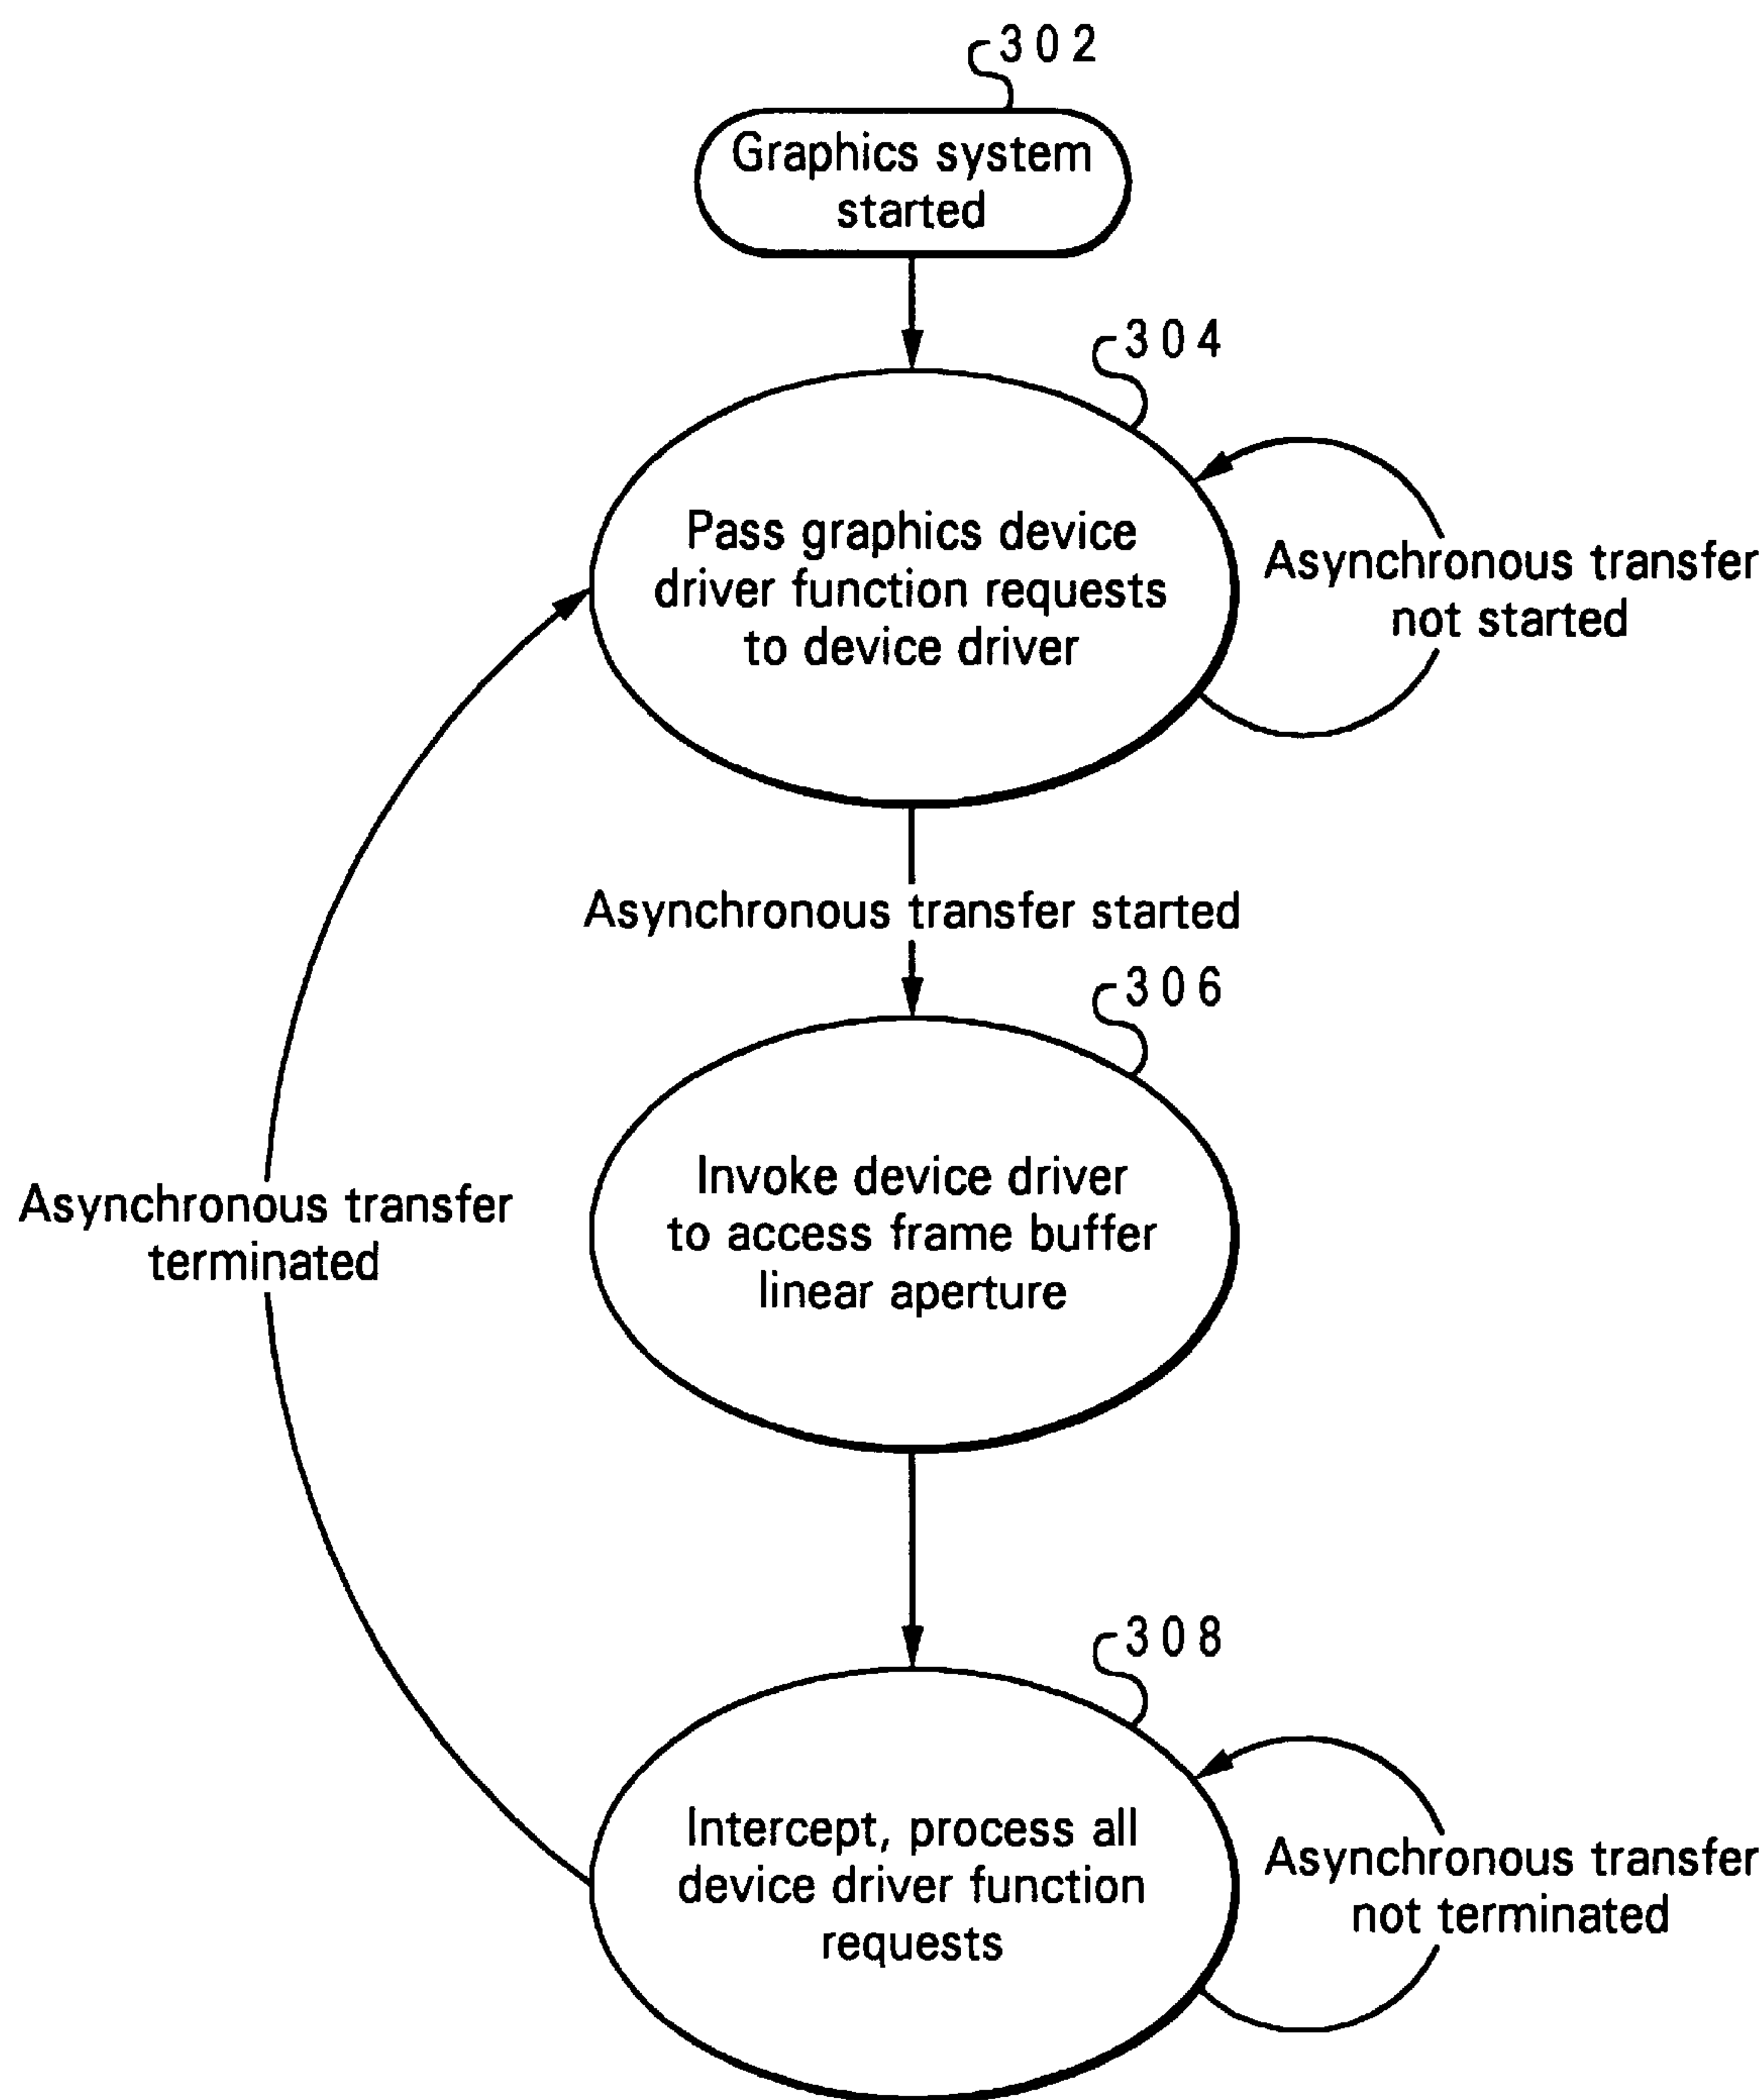 302
Graphics system
started
304
Pass graphics device
driver function requests
to device driver
Asynchronous transfer
not started
Asynchronous transfer started
306
Invoke device driver
to access frame buffer
linear aperture
Asynchronous transfer
terminated
308
Intercept, process all
device driver function
requests
Asynchronous transfer
not terminated